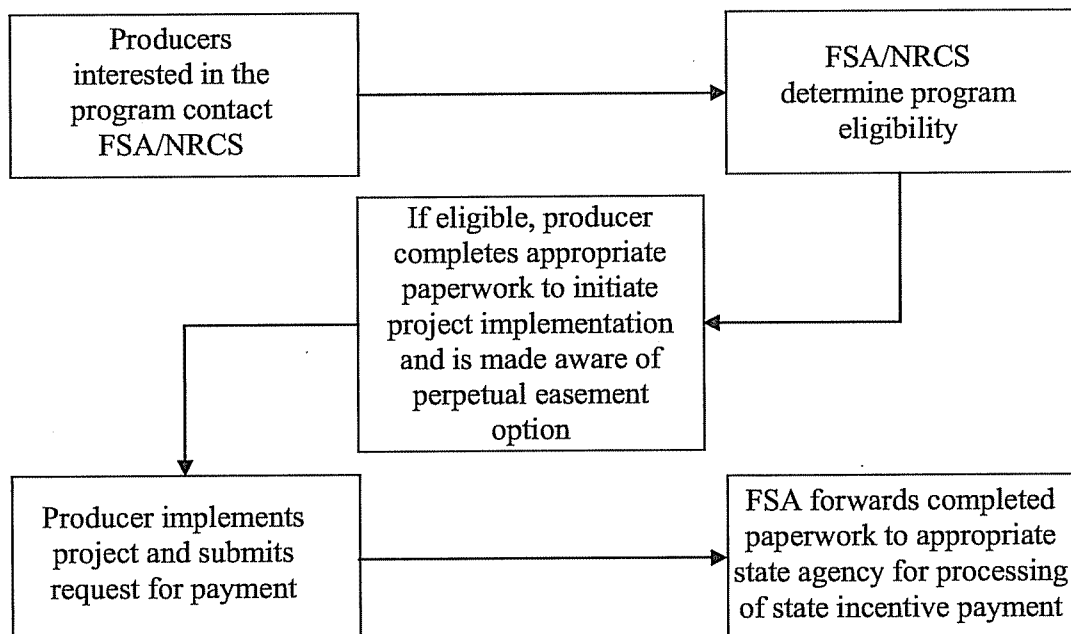 Producers
interested in the
program contact
FSA/NRCS
FSA/NRCS
determine program
eligibility
If eligible, producer
completes appropriate
paperwork to initiate
project implementation
and is made aware of
perpetual easement
option
Producer implements
project and submits
request for payment
FSA forwards completed
paperwork to appropriate
state agency for processing
of state incentive payment